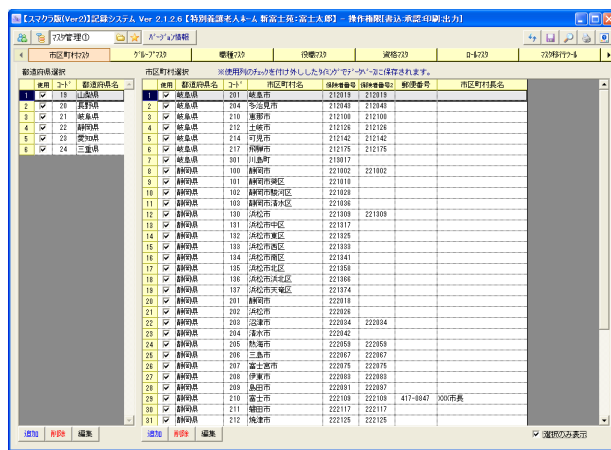 【スマクラ版(Ver2)】記録システム Ver 2.1.2.6 【特別養護老人ホーム 新富士苑:富士太郎】 - 操作権限[書込:承認:印刷:出力]
マスタ管理① バージョン情報
市区町村マスタ グループマスタ 職種マスタ 役職マスタ 資格マスタ ロールマスタ マスタ移行ツール
都道府県選択 市区町村選択 ※使用列のチェックを付け外ししたタイミングでデータベースに保存されます。
使用 コード 都道府県名
1 19 山梨県
2 20 長野県
3 21 岐阜県
4 22 静岡県
5 23 愛知県
6 24 三重県
使用 都道府県 コード 市区町村名 保険者番号 保険者番号2 郵便番号 市区町村長名
1 岐阜県 201 岐阜市 212019 212019
2 岐阜県 204 多治見市 212043 212043
3 岐阜県 210 恵那市 212100 212100
4 岐阜県 212 土岐市 212126 212126
5 岐阜県 214 可児市 212142 212142
6 岐阜県 217 飛騨市 212175 212175
7 岐阜県 301 川島町 213017
8 静岡県 100 静岡市 221002 221002
9 静岡県 101 静岡市葵区 221010
10 静岡県 102 静岡市駿河区 221028
11 静岡県 103 静岡市清水区 221036
12 静岡県 130 浜松市 221309 221309
13 静岡県 131 浜松市中区 221317
14 静岡県 132 浜松市東区 221325
15 静岡県 133 浜松市西区 221333
16 静岡県 134 浜松市南区 221341
17 静岡県 135 浜松市北区 221358
18 静岡県 136 浜松市浜北区 221366
19 静岡県 137 浜松市天竜区 221374
20 静岡県 201 静岡市 222018
21 静岡県 202 浜松市 222026
22 静岡県 203 沼津市 222034 222034
23 静岡県 204 清水市 222042
24 静岡県 205 熱海市 222059 222059
25 静岡県 206 三島市 222067 222067
26 静岡県 207 富士宮市 222075 222075
27 静岡県 208 伊東市 222083 222083
28 静岡県 209 島田市 222091 222091
29 静岡県 210 富士市 222109 222109 417-0847 XXX市長
30 静岡県 211 磐田市 222117 222117
31 静岡県 212 焼津市 222125 222125
追加 削除 編集 追加 削除 編集 選択のみ表示